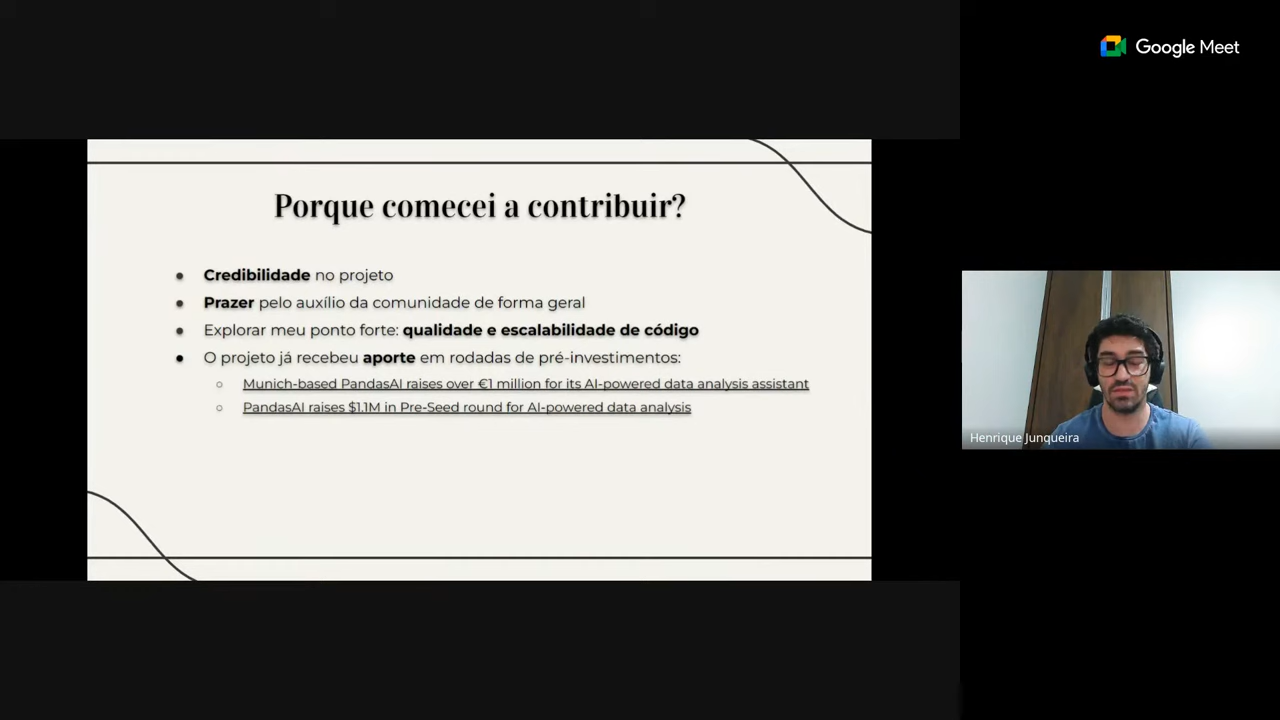 Google Meet
Porque comecei a contribuir?
Credibilidade no projeto
Prazer pelo auxílio da comunidade de forma geral
Explorar meu ponto forte: qualidade e escalabilidade de código
O projeto já recebeu aporte em rodadas de pré-investimentos:
Munich-based PandasAI raises over €1 million for its AI-powered data analysis assistant
PandasAI raises $1.1M in Pre-Seed round for AI-powered data analysis
Henrique Junqueira